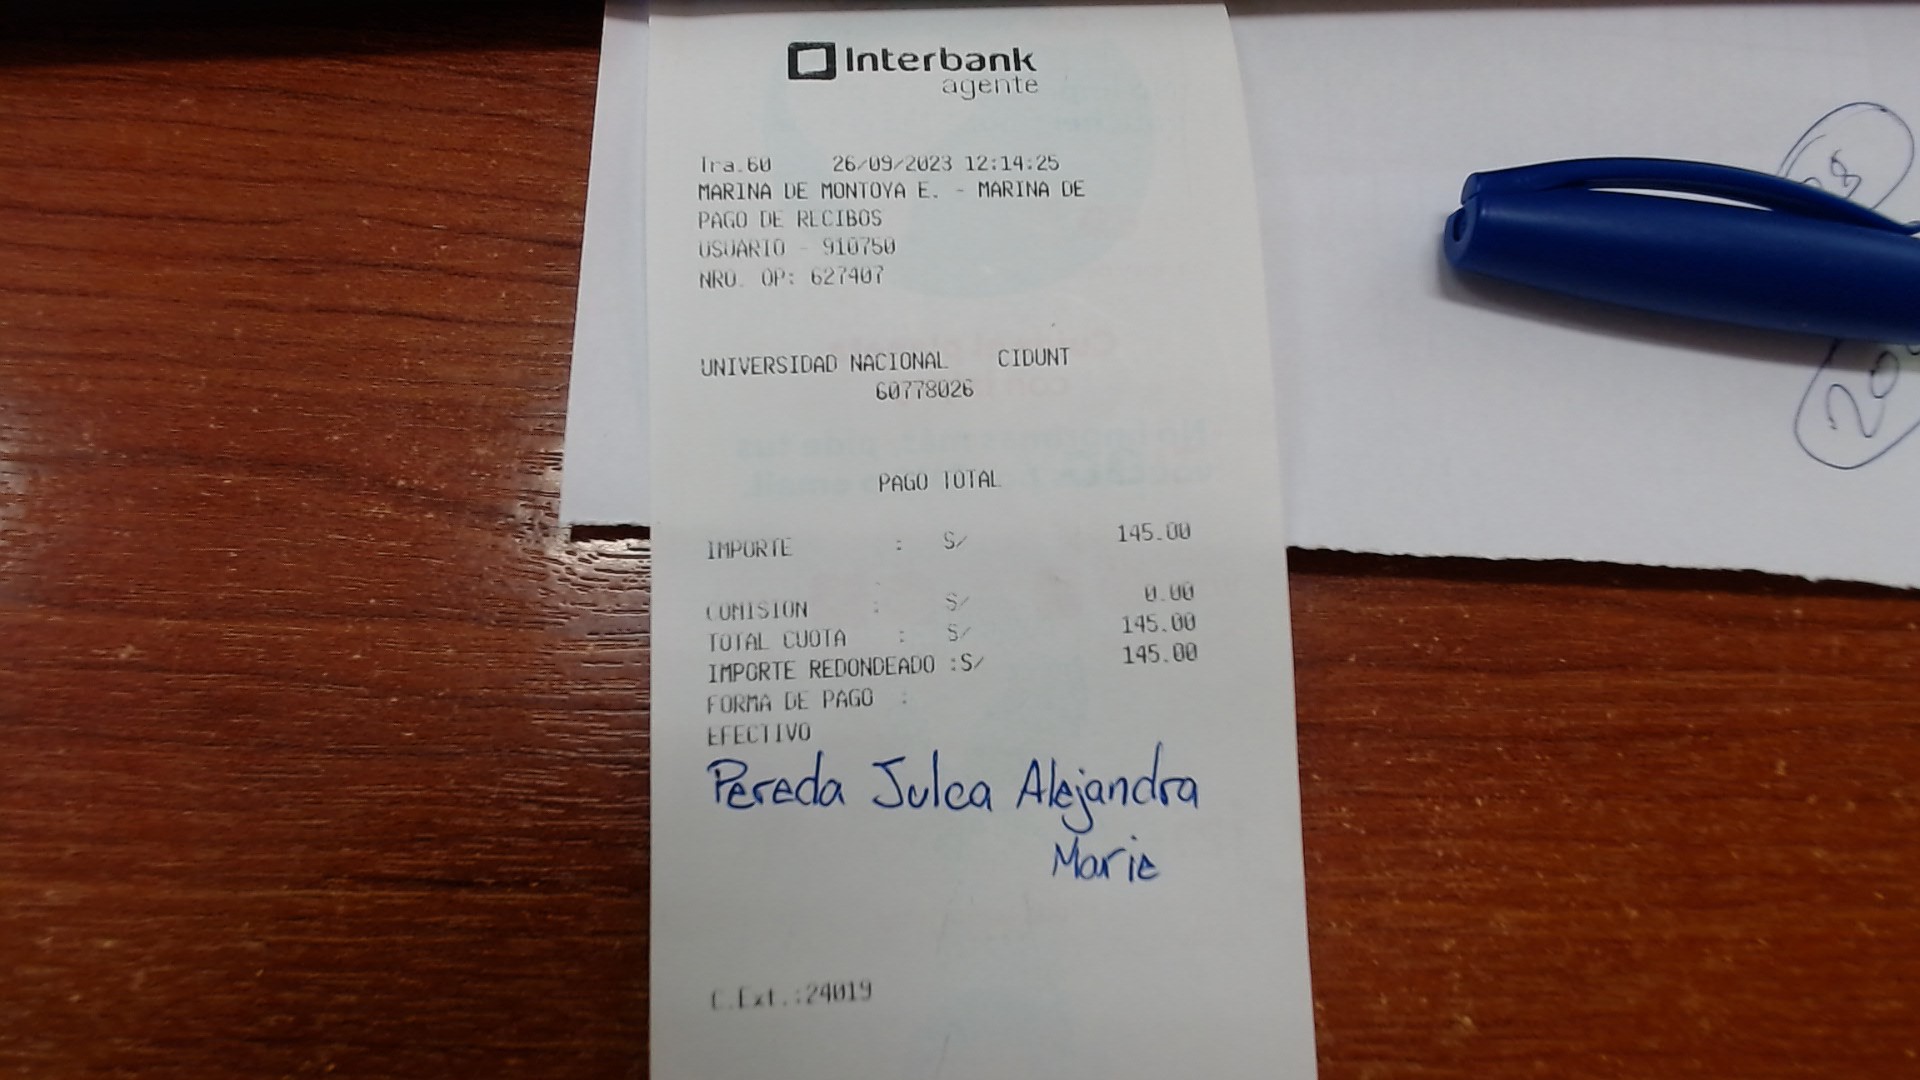 Interbank
agente
Tra.60 26/09/2023 12:14:25
MARINA DE MONTOYA E. - MARINA DE
PAGO DE RECIBOS
USUARIO - 910750
NRO. OP: 627407
UNIVERSIDAD NACIONAL CIDUNT
60778026
PAGO TOTAL
IMPORTE : S/ 145.00
COMISION : S/ 0.00
TOTAL CUOTA : S/ 145.00
IMPORTE REDONDEADO :S/ 145.00
FORMA DE PAGO :
EFECTIVO
Pereda Julca Alejandra
Marie
C.Ext.:24019